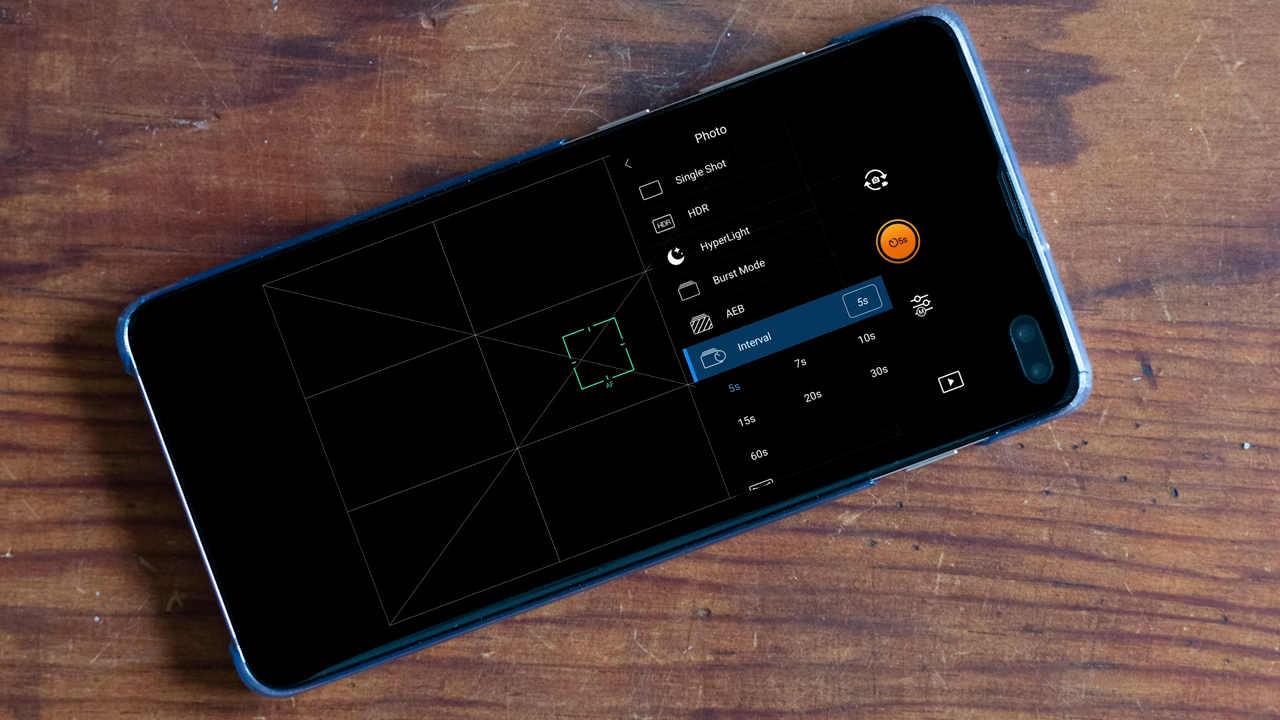 Photo
Single Shot
HDR HDR
HyperLight
Burst Mode
AEB
Interval 5s
5s 7s 10s
15s 20s 30s
60s
5s
M
AF